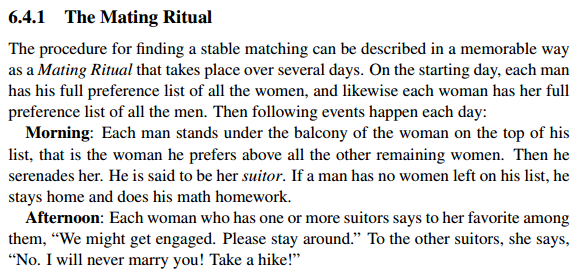 6.4.1 The Mating Ritual
The procedure for finding a stable matching can be described in a memorable way
as a Mating Ritual that takes place over several days. On the starting day, each man
has his full preference list of all the women, and likewise each woman has her full
preference list of all the men. Then following events happen each day:
Morning: Each man stands under the balcony of the woman on the top of his
list, that is the woman he prefers above all the other remaining women. Then he
serenades her. He is said to be her suitor. If a man has no women left on his list, he
stays home and does his math homework.
Afternoon: Each woman who has one or more suitors says to her favorite among
them, “We might get engaged. Please stay around.” To the other suitors, she says,
“No. I will never marry you! Take a hike!”